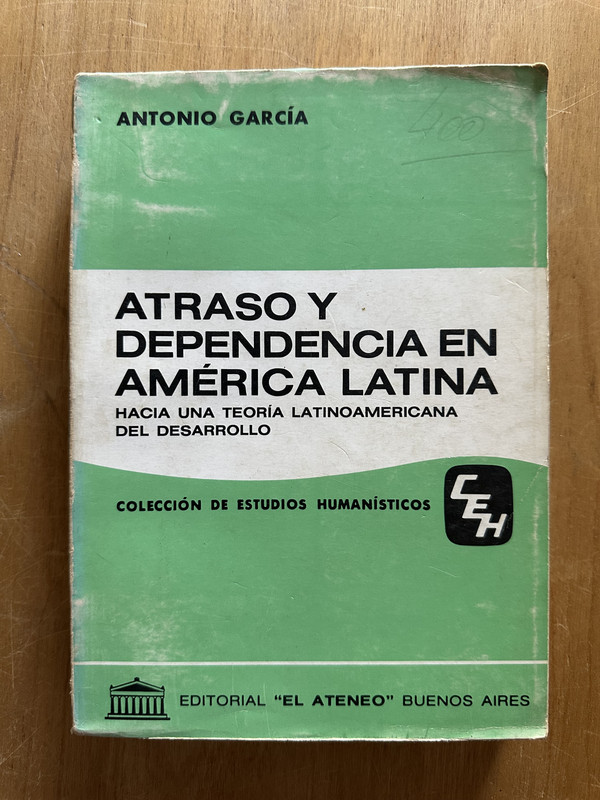 ANTONIO GARCÍA
400
ATRASO Y
DEPENDENCIA EN
AMÉRICA LATINA
HACIA UNA TEORÍA LATINOAMERICANA
DEL DESARROLLO
COLECCIÓN DE ESTUDIOS HUMANÍSTICOS
CEH
EDITORIAL "EL ATENEO" BUENOS AIRES